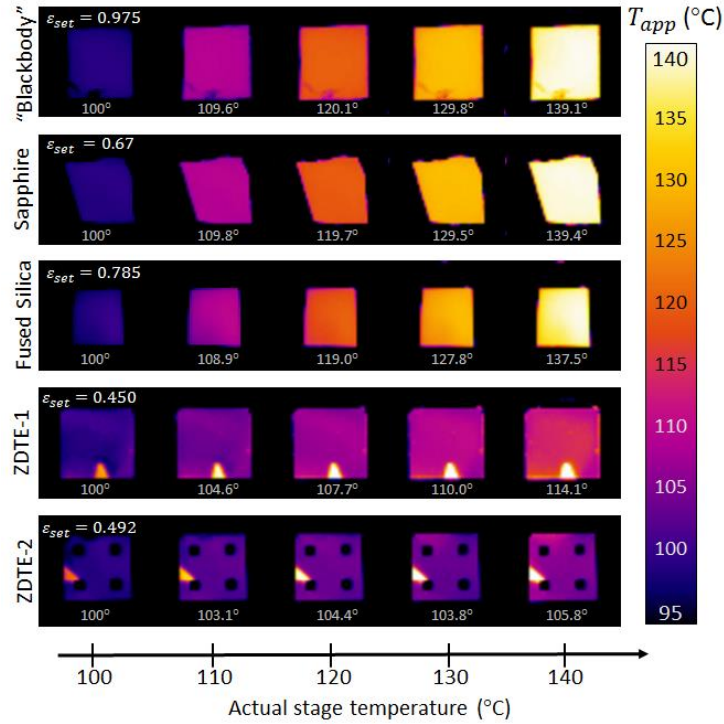 T_app (°C)
"Blackbody"
ε_set = 0.975
100° 109.6° 120.1° 129.8° 139.1°
Sapphire
ε_set = 0.67
100° 109.8° 119.7° 129.5° 139.4°
Fused Silica
ε_set = 0.785
100° 108.9° 119.0° 127.8° 137.5°
ZDTE-1
ε_set = 0.450
100° 104.6° 107.7° 110.0° 114.1°
ZDTE-2
ε_set = 0.492
100° 103.1° 104.4° 103.8° 105.8°
140
135
130
125
120
115
110
105
100
95
100 110 120 130 140
Actual stage temperature (°C)